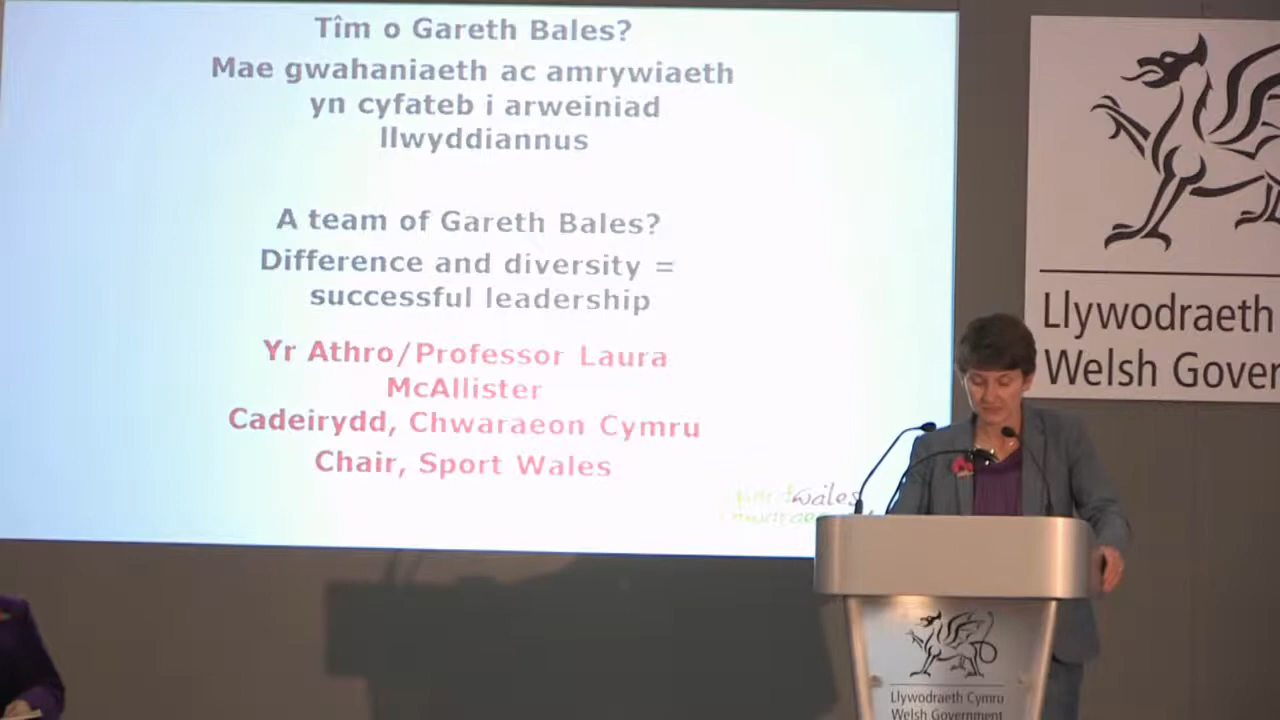 Tîm o Gareth Bales?
Mae gwahaniaeth ac amrywiaeth
yn cyfateb i arweiniad
llwyddiannus
A team of Gareth Bales?
Difference and diversity =
successful leadership
Yr Athro/Professor Laura
McAllister
Cadeirydd, Chwaraeon Cymru
Chair, Sport Wales
wales
Llywodraeth
Welsh Gover
Llywodraeth Cymru
Welsh Government